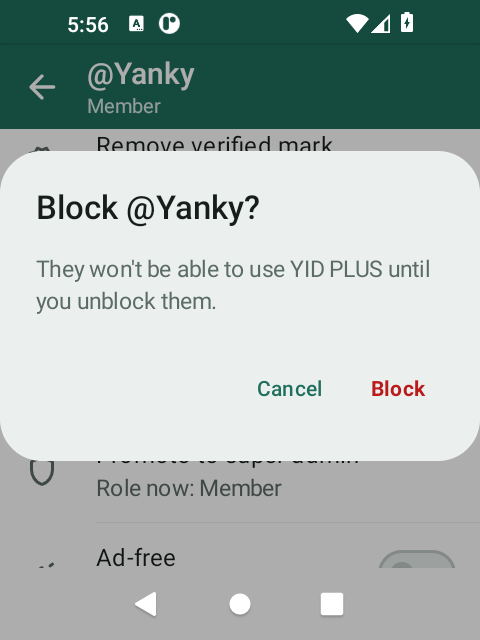 5:56
@Yanky
Member
Remove verified mark
Block @Yanky?
They won't be able to use YID PLUS until
you unblock them.
Cancel
Block
Promote to super admin
Role now: Member
Ad-free